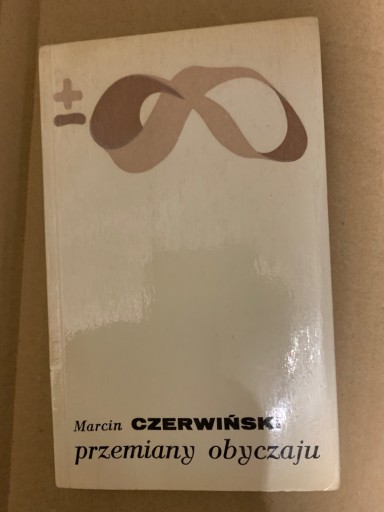 ±∞
Marcin CZERWIŃSKI
przemiany obyczaju